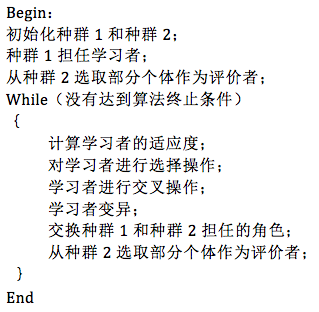 Begin：
初始化种群 1 和种群 2；
种群 1 担任学习者；
从种群 2 选取部分个体作为评价者；
While（没有达到算法终止条件）
{
计算学习者的适应度；
对学习者进行选择操作；
学习者进行交叉操作；
学习者变异；
交换种群 1 和种群 2 担任的角色；
从种群 2 选取部分个体作为评价者；
}
End